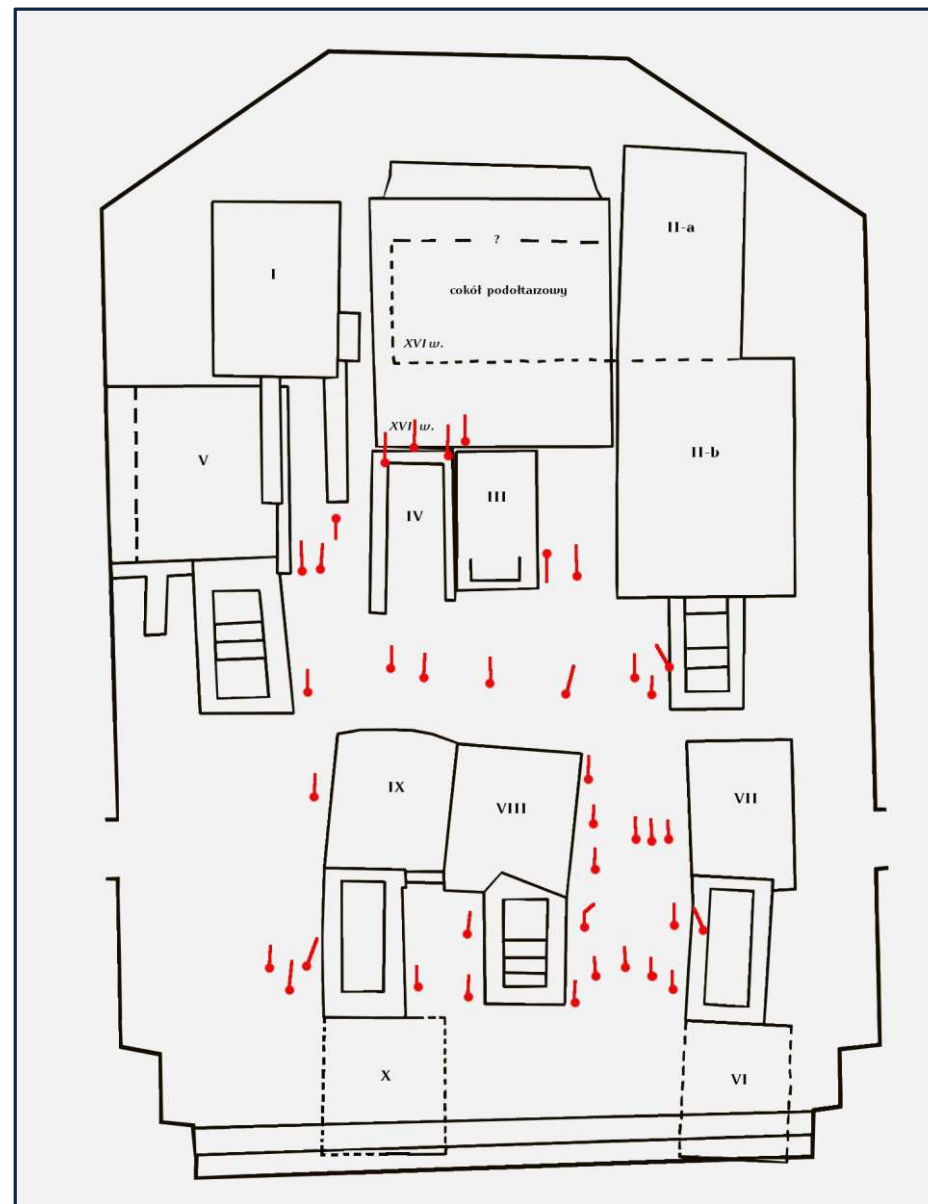 II-a
?
I
cokół podołtarzowy
XVI w.
XVI w.
II-b
V
III
IV
IX
VII
VIII
X
VI